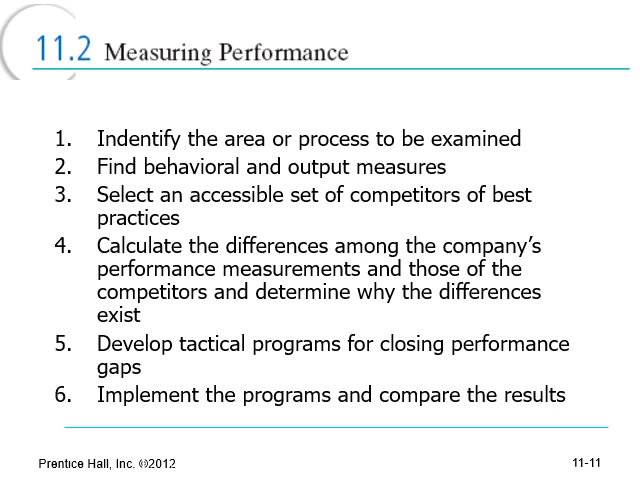 11.2 Measuring Performance
1. Indentify the area or process to be examined
2. Find behavioral and output measures
3. Select an accessible set of competitors of best
practices
4. Calculate the differences among the company's
performance measurements and those of the
competitors and determine why the differences
exist
5. Develop tactical programs for closing performance
gaps
6. Implement the programs and compare the results
Prentice Hall, Inc. ©2012
11-11